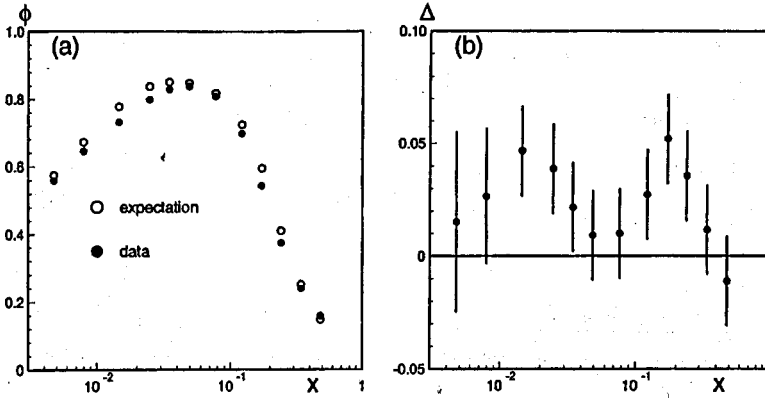 ϕ
(a)
1.0
0.8
0.6
0.4
0.2
0
○ expectation
● data
10⁻²
10⁻¹
X
1
Δ
(b)
0.10
0.05
0
-0.05
10⁻²
10⁻¹
X